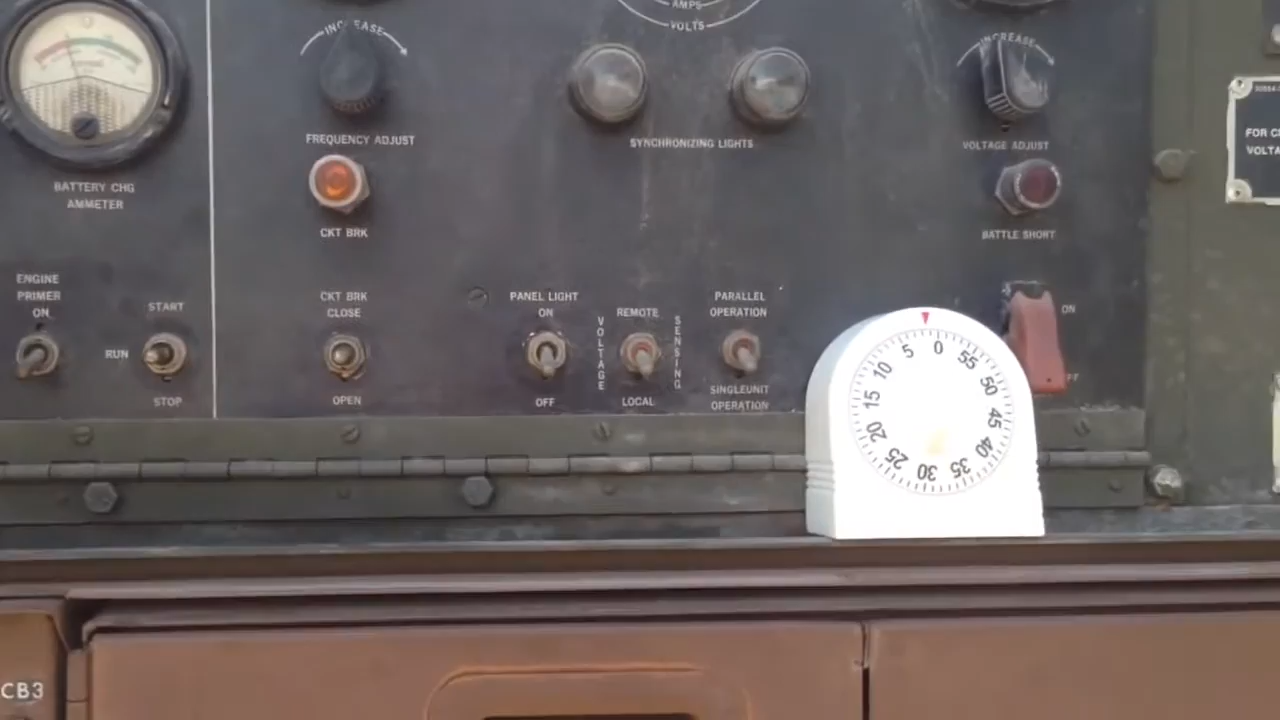 AMPS
VOLTS
INCREASE
INCREASE
FREQUENCY ADJUST
SYNCHRONIZING LIGHTS
VOLTAGE ADJUST
FOR C
VOLTA
BATTERY CHG
AMMETER
CKT BRK
BATTLE SHORT
ENGINE
PRIMER
ON
START
RUN
STOP
CKT BRK
CLOSE
OPEN
PANEL LIGHT
ON
OFF
VOLTAGE
REMOTE
LOCAL
SENSING
PARALLEL
OPERATION
SINGLEUNIT
OPERATION
ON
FF
0
5
10
15
20
25
30
35
40
45
50
55
CB3